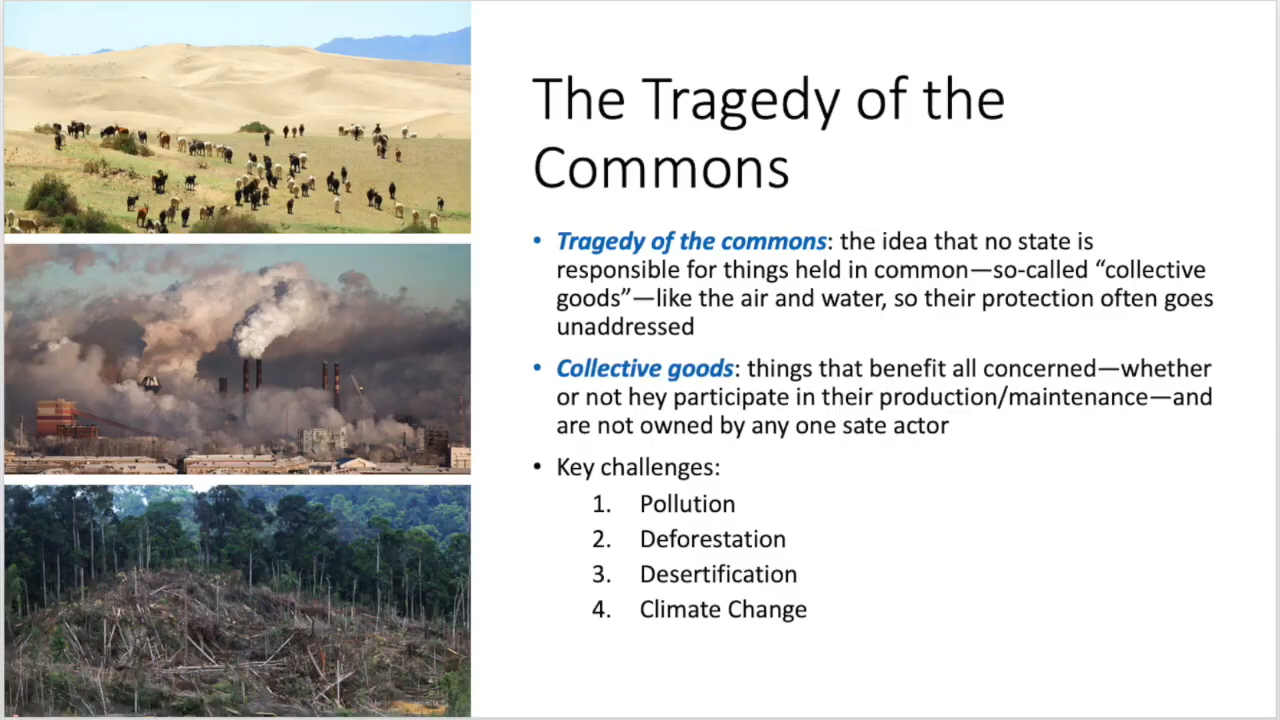 The Tragedy of the
Commons
• Tragedy of the commons: the idea that no state is
responsible for things held in common—so-called “collective
goods”—like the air and water, so their protection often goes
unaddressed
• Collective goods: things that benefit all concerned—whether
or not hey participate in their production/maintenance—and
are not owned by any one sate actor
• Key challenges:
1. Pollution
2. Deforestation
3. Desertification
4. Climate Change